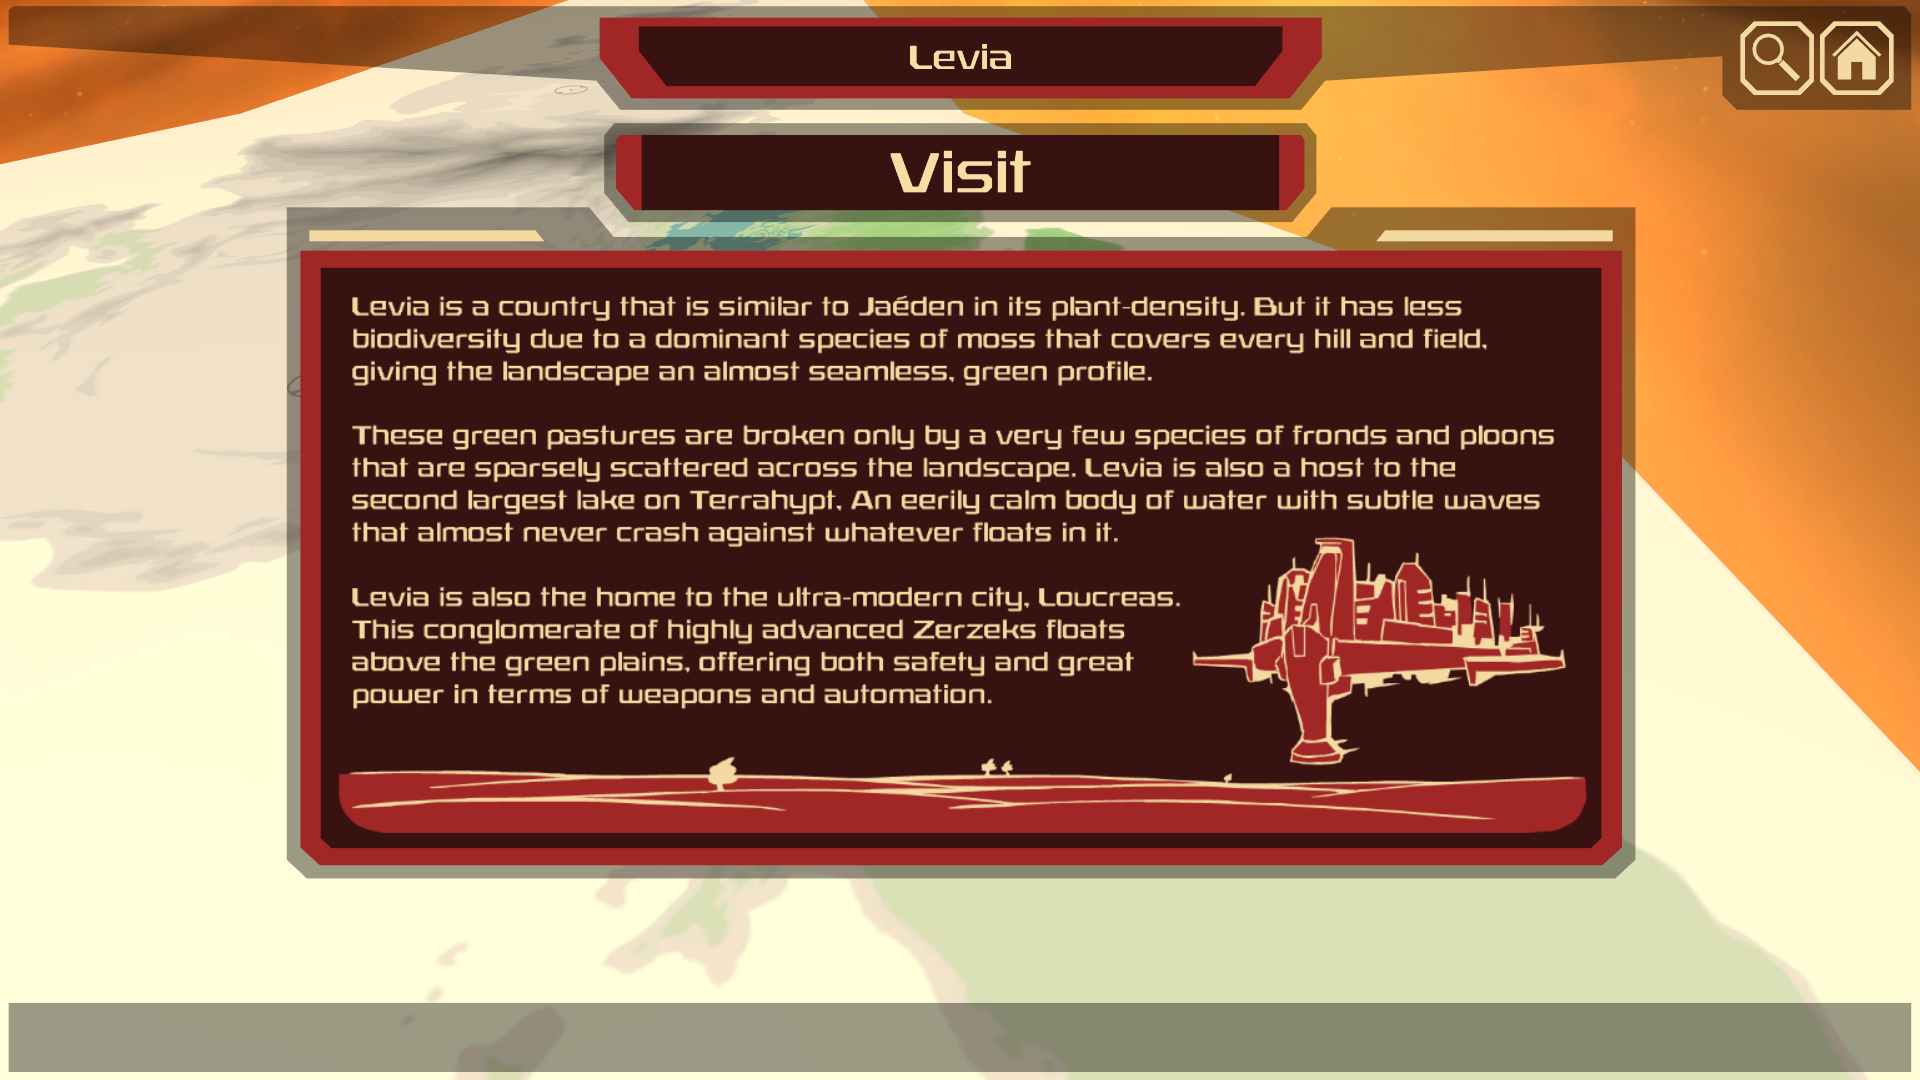 Levia
Visit
Levia is a country that is similar to Jaéden in its plant-density. But it has less
biodiversity due to a dominant species of moss that covers every hill and field,
giving the landscape an almost seamless, green profile.
These green pastures are broken only by a very few species of fronds and ploons
that are sparsely scattered across the landscape. Levia is also a host to the
second largest lake on Terrahypt, An eerily calm body of water with subtle waves
that almost never crash against whatever floats in it.
Levia is also the home to the ultra-modern city, Loucreas.
This conglomerate of highly advanced Zerzeks floats
above the green plains, offering both safety and great
power in terms of weapons and automation.